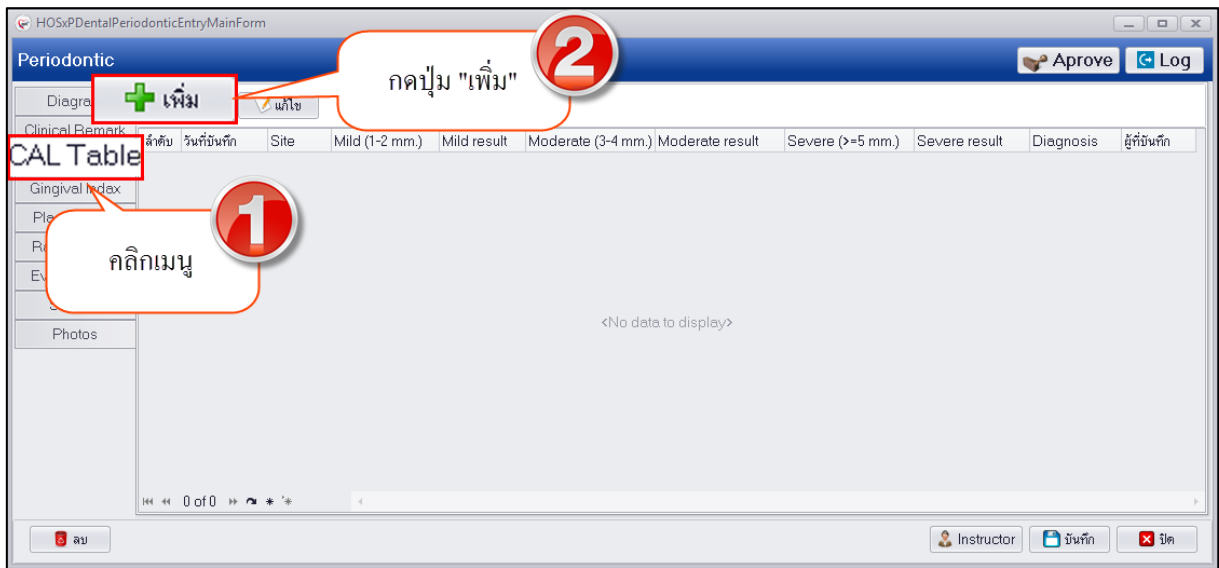 HOSxPDentalPeriodonticEntryMainForm
Periodontic
Aprove
Log
2
กดปุ่ม "เพิ่ม"
Diagra
เพิ่ม
แก้ไข
Clinical Remark
ลำดับ วันที่บันทึก Site Mild (1-2 mm.) Mild result Moderate (3-4 mm.) Moderate result Severe (>=5 mm.) Severe result Diagnosis ผู้ที่บันทึก
CAL Table
Gingival Index
1
คลิกเมนู
Photos
<No data to display>
0 of 0
ลบ
Instructor
บันทึก
ปิด